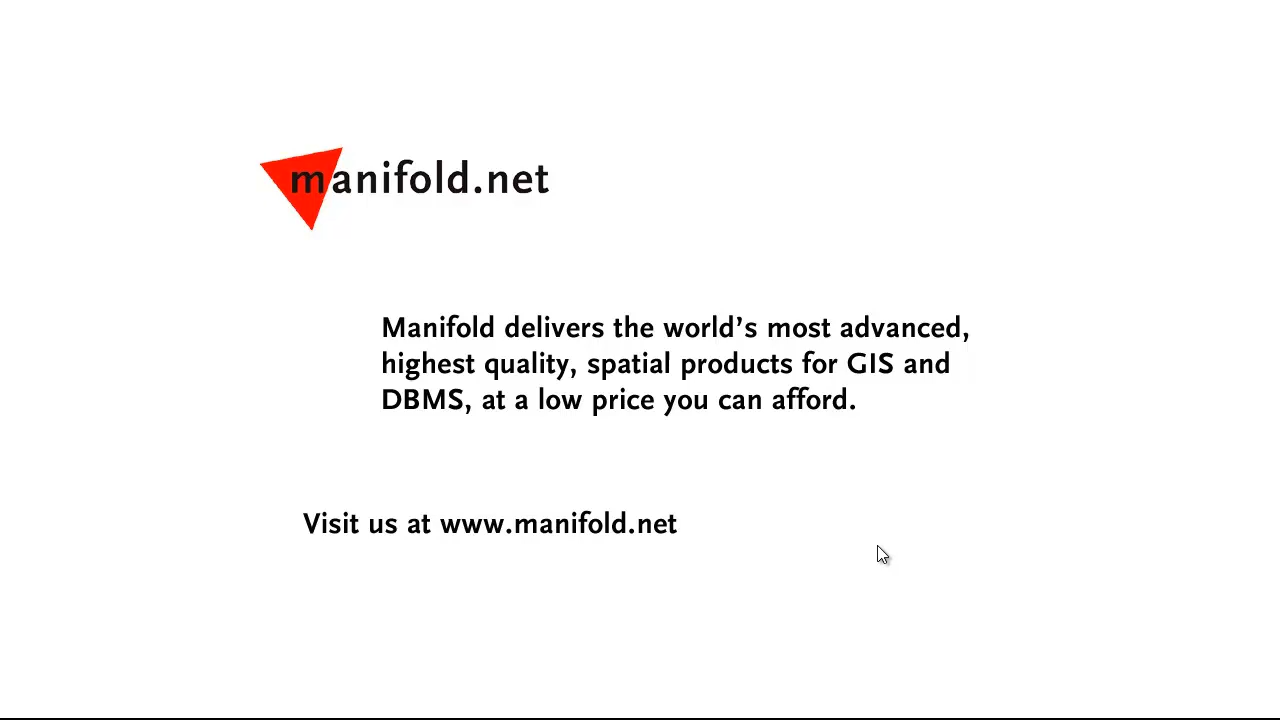 manifold.net
Manifold delivers the world’s most advanced,
highest quality, spatial products for GIS and
DBMS, at a low price you can afford.
Visit us at www.manifold.net